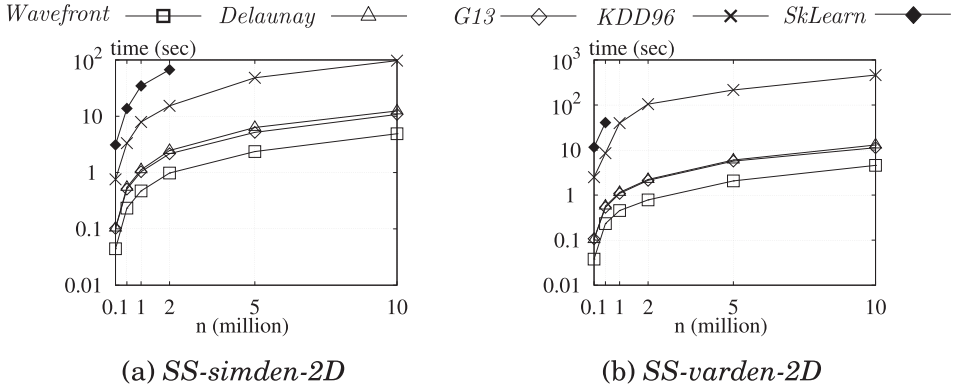 Wavefront Delaunay G13 KDD96 SkLearn
time (sec)
10^2
10
1
0.1
0.01
0.1 1 2 5 10
n (million)
(a) SS-simden-2D
time (sec)
10^3
10^2
10
1
0.1
0.01
0.1 1 2 5 10
n (million)
(b) SS-varden-2D